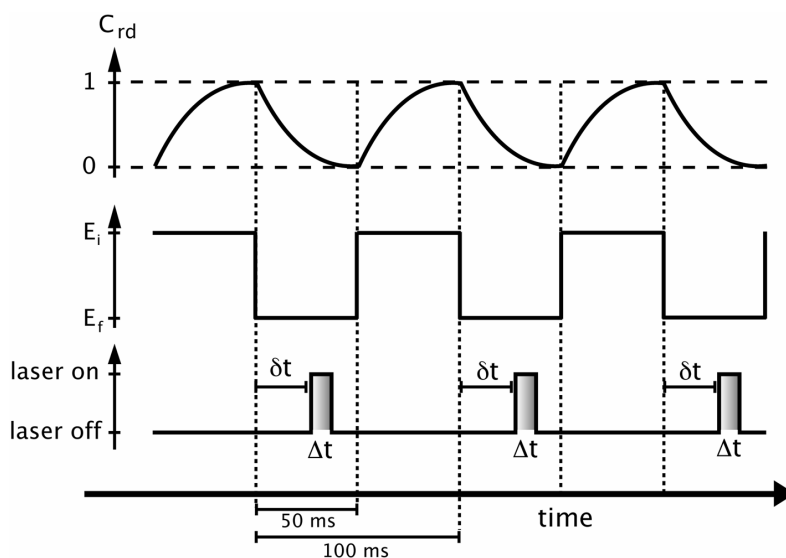 C_rd
1
0
E_i
E_f
laser on
δt
δt
δt
laser off
Δt
Δt
Δt
50 ms
time
100 ms